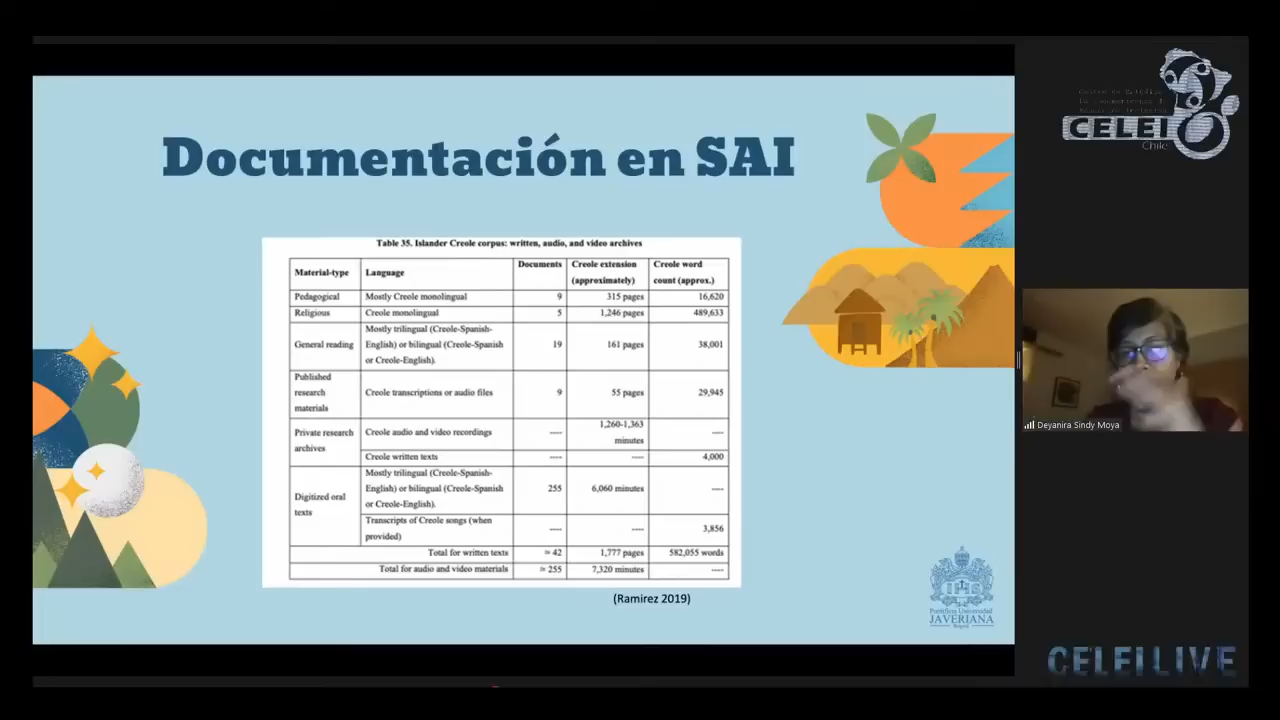 Documentación en SAI
Table 35. Islander Creole corpus: written, audio, and video archives
Material-type Language Documents Creole extension (approximately) Creole word count (approx.)
Pedagogical Mostly Creole monolingual 9 315 pages 16,620
Religious Creole monolingual 5 1,246 pages 489,633
General reading Mostly trilingual (Creole-Spanish-English) or bilingual (Creole-Spanish or Creole-English). 19 161 pages 38,001
Published research materials Creole transcriptions or audio files 9 55 pages 29,945
Private research archives Creole audio and video recordings ---- 1,260-1,363 minutes ----
Creole written texts ---- ---- 4,000
Digitized oral texts Mostly trilingual (Creole-Spanish-English) or bilingual (Creole-Spanish or Creole-English). 255 6,060 minutes ----
Transcripts of Creole songs (when provided) ---- ---- 3,856
Total for written texts ≈ 42 1,777 pages 582,055 words
Total for audio and video materials ≈ 255 7,320 minutes ----
(Ramirez 2019)
Pontificia Universidad
JAVERIANA
Bogotá
CELEI
Chile
Deyanira Sindy Moya
CELEI LIVE